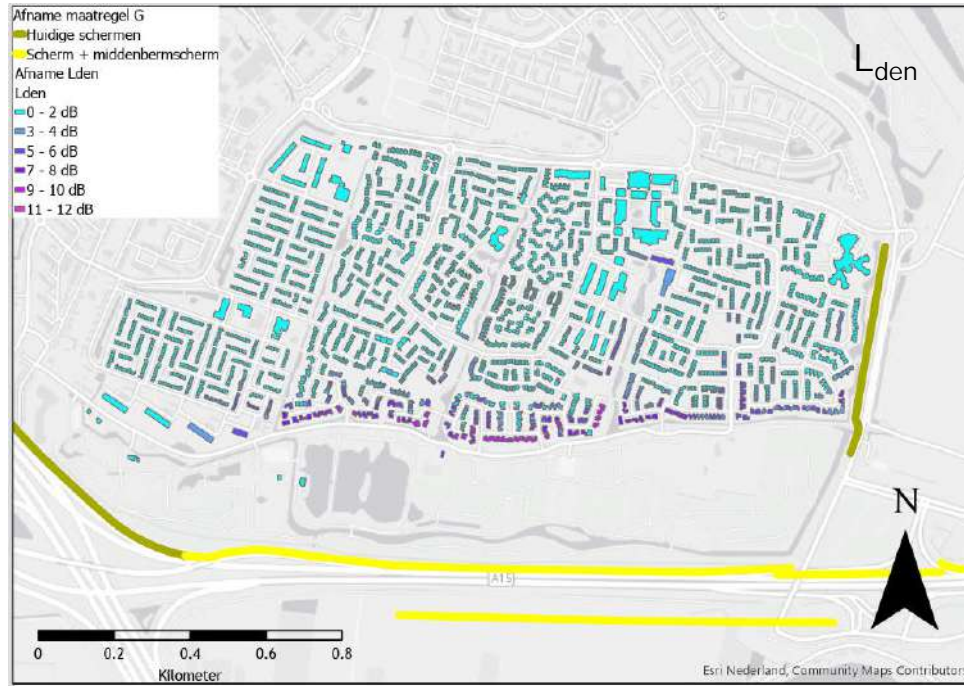 Afname maatregel G
Huidige schermen
Scherm + middenbermscherm
Afname Lden
Lden
0 - 2 dB
3 - 4 dB
5 - 6 dB
7 - 8 dB
9 - 10 dB
11 - 12 dB
Lden
N
[A15]
0 0.2 0.4 0.6 0.8
Kilometer
Esri Nederland, Community Maps Contributors